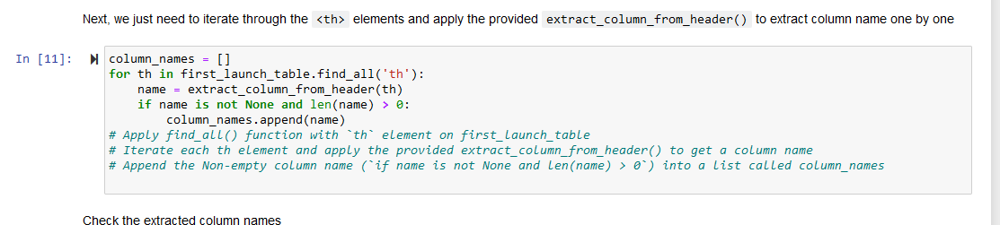 Next, we just need to iterate through the <th> elements and apply the provided extract_column_from_header() to extract column name one by one
In [11]:
column_names = []
for th in first_launch_table.find_all('th'):
    name = extract_column_from_header(th)
    if name is not None and len(name) > 0:
        column_names.append(name)
# Apply find_all() function with `th` element on first_launch_table
# Iterate each th element and apply the provided extract_column_from_header() to get a column name
# Append the Non-empty column name (`if name is not None and len(name) > 0`) into a list called column_names
Check the extracted column names